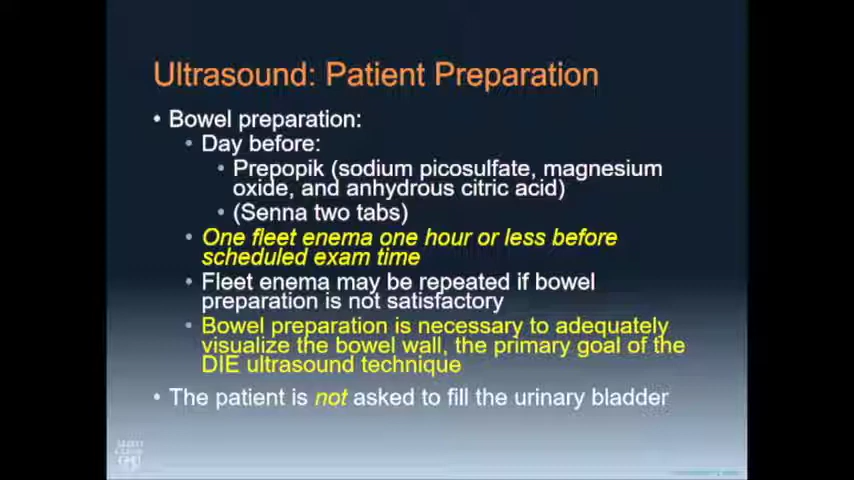 Ultrasound: Patient Preparation
• Bowel preparation:
• Day before:
• Prepopik (sodium picosulfate, magnesium
oxide, and anhydrous citric acid)
• (Senna two tabs)
• One fleet enema one hour or less before
scheduled exam time
• Fleet enema may be repeated if bowel
preparation is not satisfactory
• Bowel preparation is necessary to adequately
visualize the bowel wall, the primary goal of the
DIE ultrasound technique
• The patient is not asked to fill the urinary bladder